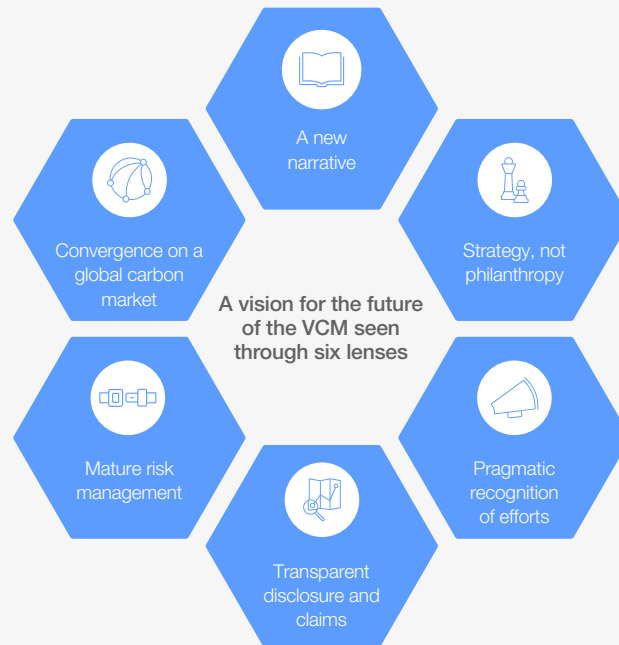 A new
narrative
Strategy, not
philanthropy
Pragmatic
recognition
of efforts
Transparent
disclosure and
claims
Mature risk
management
Convergence on a
global carbon
market
A vision for the future
of the VCM seen
through six lenses